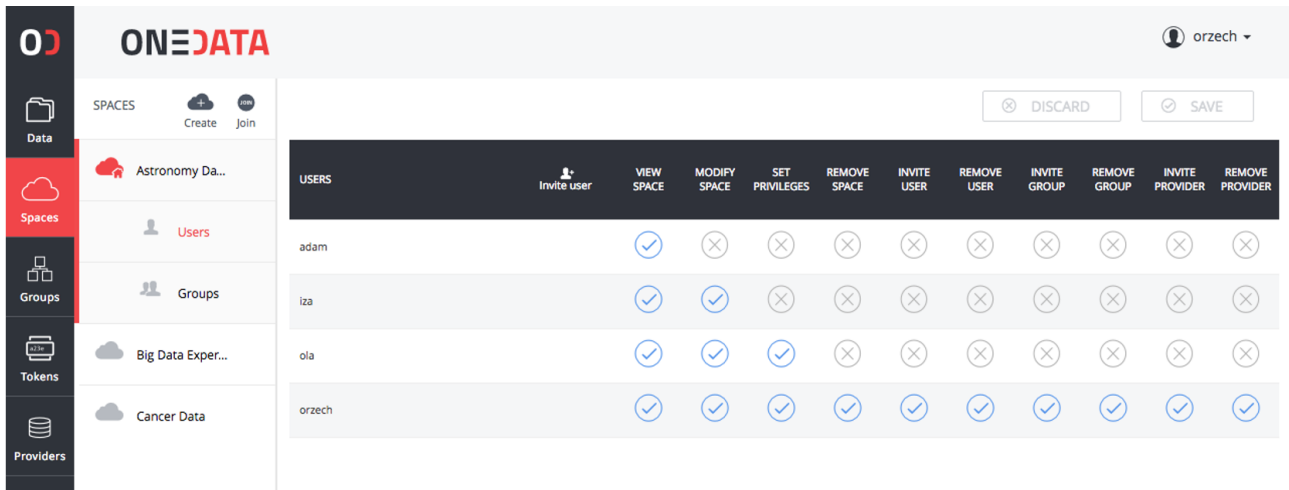 OD
ONEDATA
orzech
Data
Spaces
Groups
a23e
Tokens
Providers
SPACES
Create
JOIN
Join
Astronomy Da...
Users
Groups
Big Data Exper...
Cancer Data
DISCARD
SAVE
USERS
Invite user
VIEW
SPACE
MODIFY
SPACE
SET
PRIVILEGES
REMOVE
SPACE
INVITE
USER
REMOVE
USER
INVITE
GROUP
REMOVE
GROUP
INVITE
PROVIDER
REMOVE
PROVIDER
adam
iza
ola
orzech